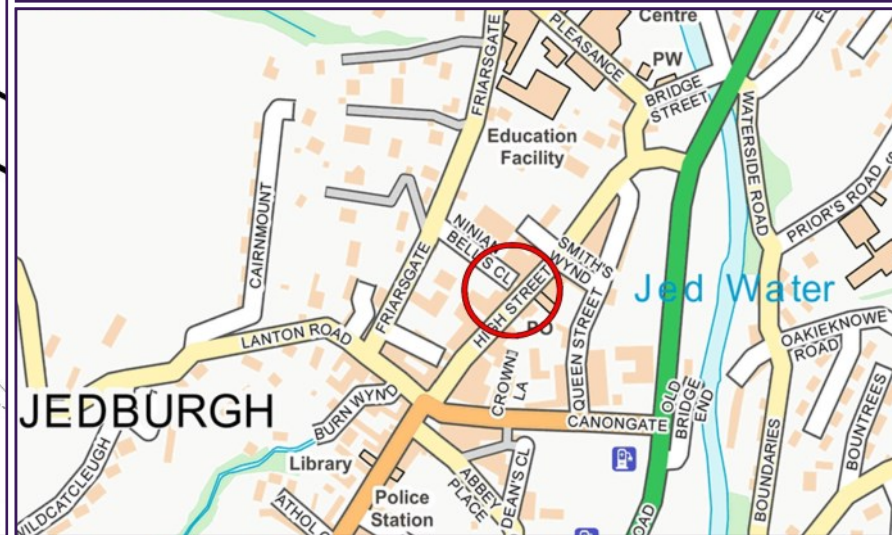 Centre
PLEASANCE
PW
FRIARSGATE
BRIDGE
STREET
Education
Facility
WATERSIDE ROAD
PRIOR'S ROAD
CAIRNMOUNT
NINIAN
BELL'S CL
SMITH'S
WYND
FRIARSGATE
HIGH STREET
Jed Water
PO
LANTON ROAD
QUEEN STREET
OAKIEKNOWE
ROAD
CROWN
LA
OLD
BRIDGE
END
JEDBURGH
BURN WYND
CANONGATE
BOUNTREES
BOUNDARIES
Library
WILDCATCLEUGH
ABBEY
PLACE
DEAN'S CL
Police
Station
ROAD